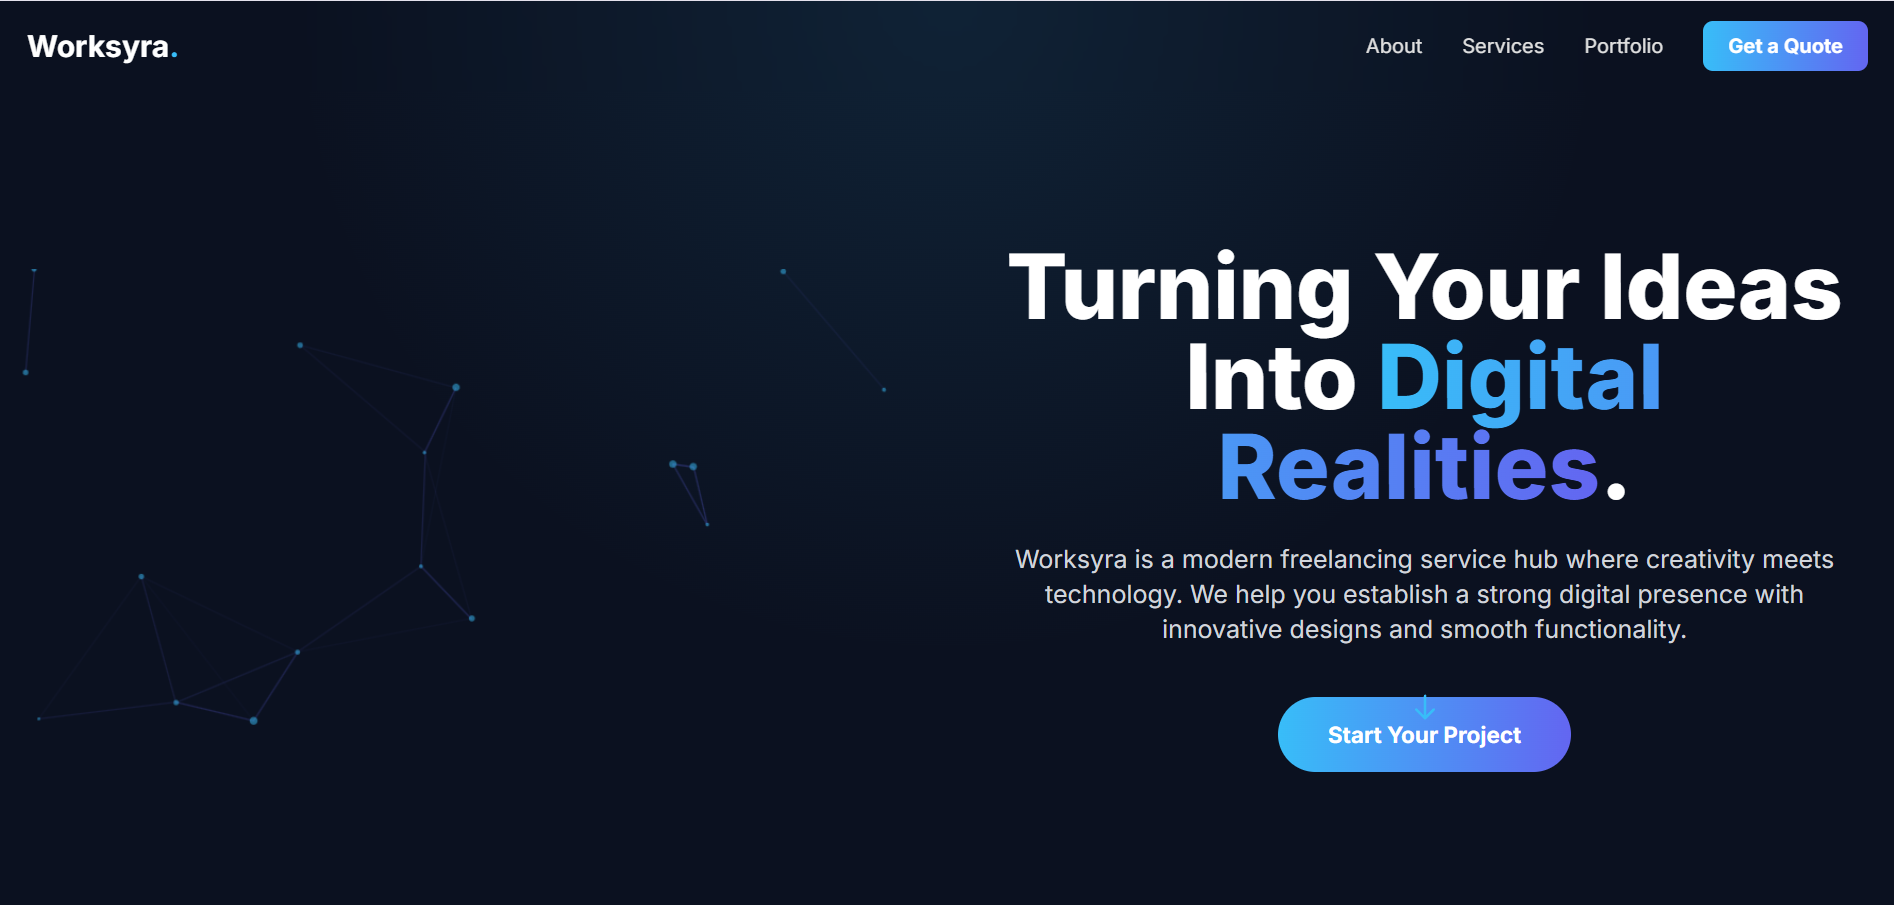 Worksyra.
About
Services
Portfolio
Get a Quote
Turning Your Ideas
Into Digital
Realities.
Worksyra is a modern freelancing service hub where creativity meets
technology. We help you establish a strong digital presence with
innovative designs and smooth functionality.
Start Your Project